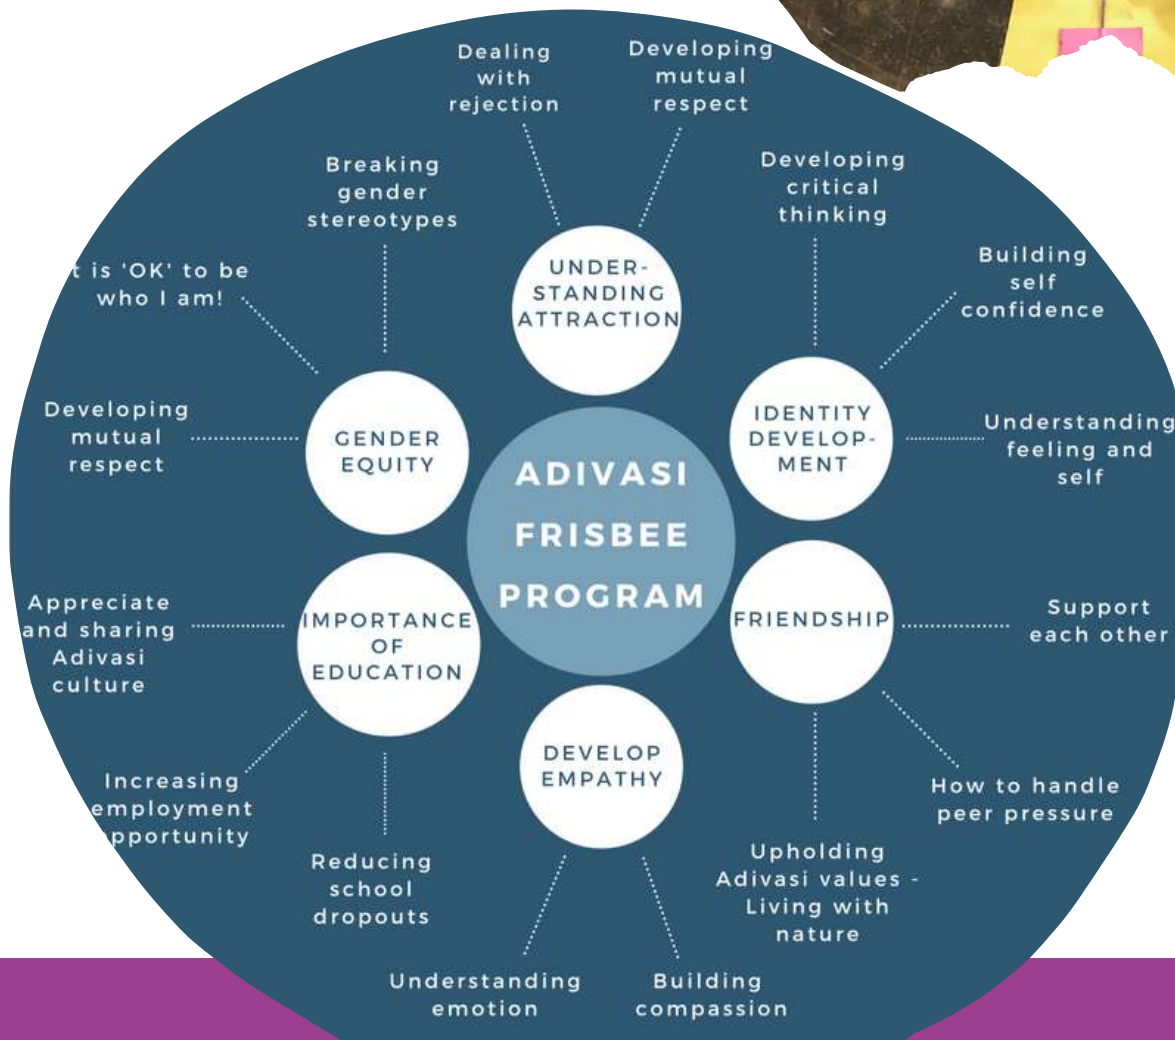 Dealing
with
rejection
Developing
mutual
respect
Breaking
gender
stereotypes
Developing
critical
thinking
t is 'OK' to be
who I am!
Building
self
confidence
UNDER-
STANDING
ATTRACTION
Developing
mutual
respect
GENDER
EQUITY
IDENTITY
DEVELOP-
MENT
Understanding
feeling and
self
ADIVASI
FRISBEE
PROGRAM
Appreciate
and sharing
Adivasi
culture
IMPORTANCE
OF
EDUCATION
FRIENDSHIP
Support
each other
DEVELOP
EMPATHY
Increasing
employment
pportunity
How to handle
peer pressure
Reducing
school
dropouts
Upholding
Adivasi values -
Living with
nature
Understanding
emotion
Building
compassion